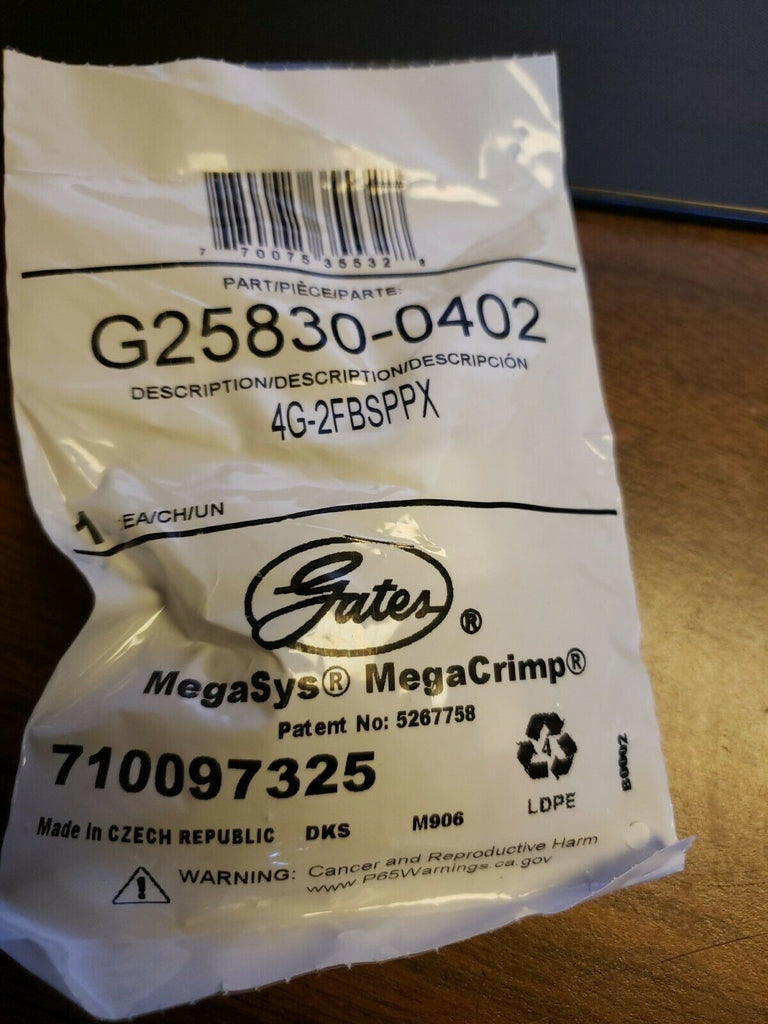 7 70075 35532 8
PART/PIÈCE/PARTE:
G25830-0402
DESCRIPTION/DESCRIPTION/DESCRIPCIÓN
4G-2FBSPPX
1 EA/CH/UN
Gates ®
MegaSys® MegaCrimp®
Patent No: 5267758
710097325
4
LDPE
B0002
Made in CZECH REPUBLIC DKS M906
WARNING: Cancer and Reproductive Harm
www.P65Warnings.ca.gov